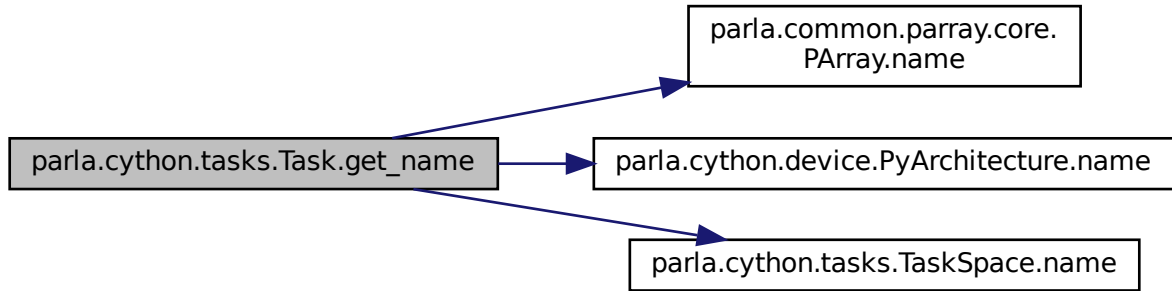 parla.common.parray.core.
PArray.name
parla.cython.tasks.Task.get_name
parla.cython.device.PyArchitecture.name
parla.cython.tasks.TaskSpace.name